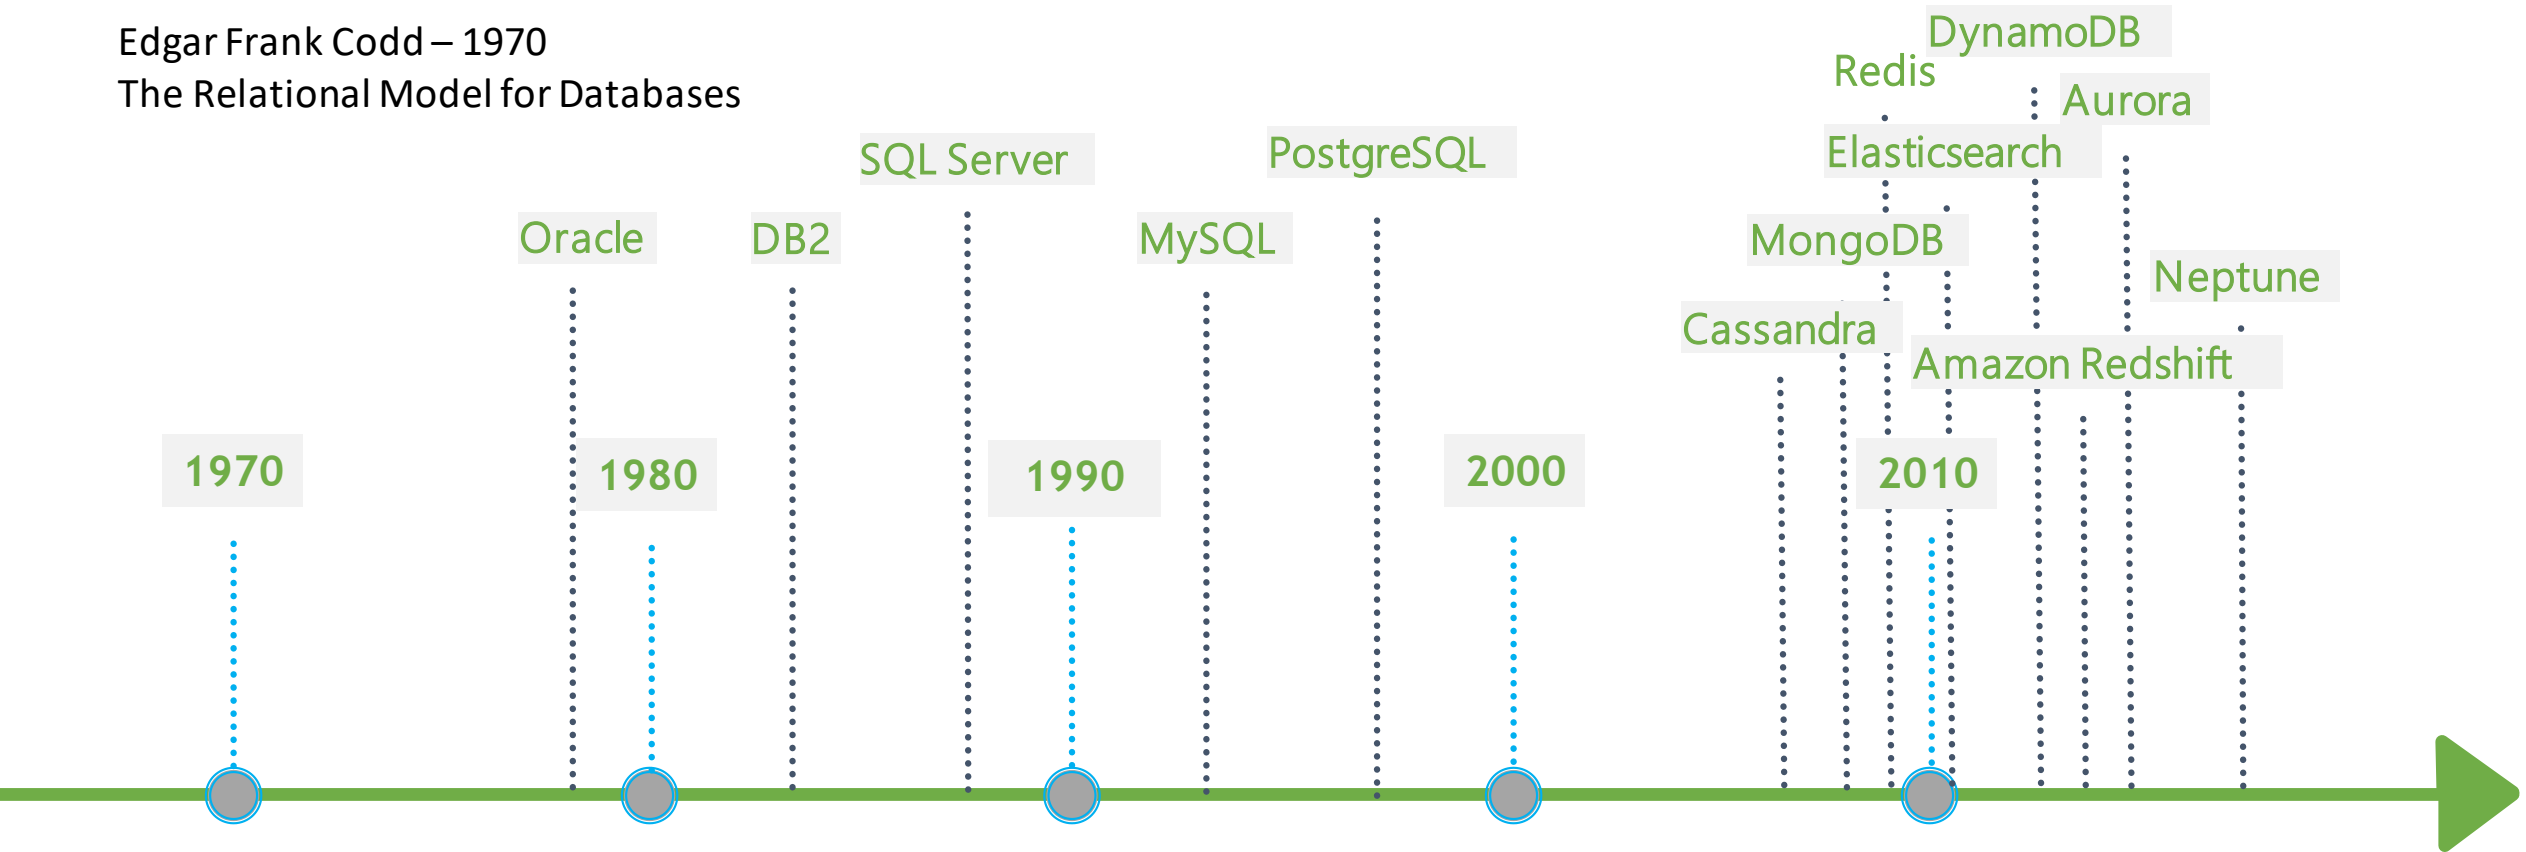 Edgar Frank Codd – 1970
The Relational Model for Databases
DynamoDB
Redis
Aurora
Elasticsearch
SQL Server
PostgreSQL
Oracle
DB2
MySQL
MongoDB
Neptune
Cassandra
Amazon Redshift
1970
1980
1990
2000
2010